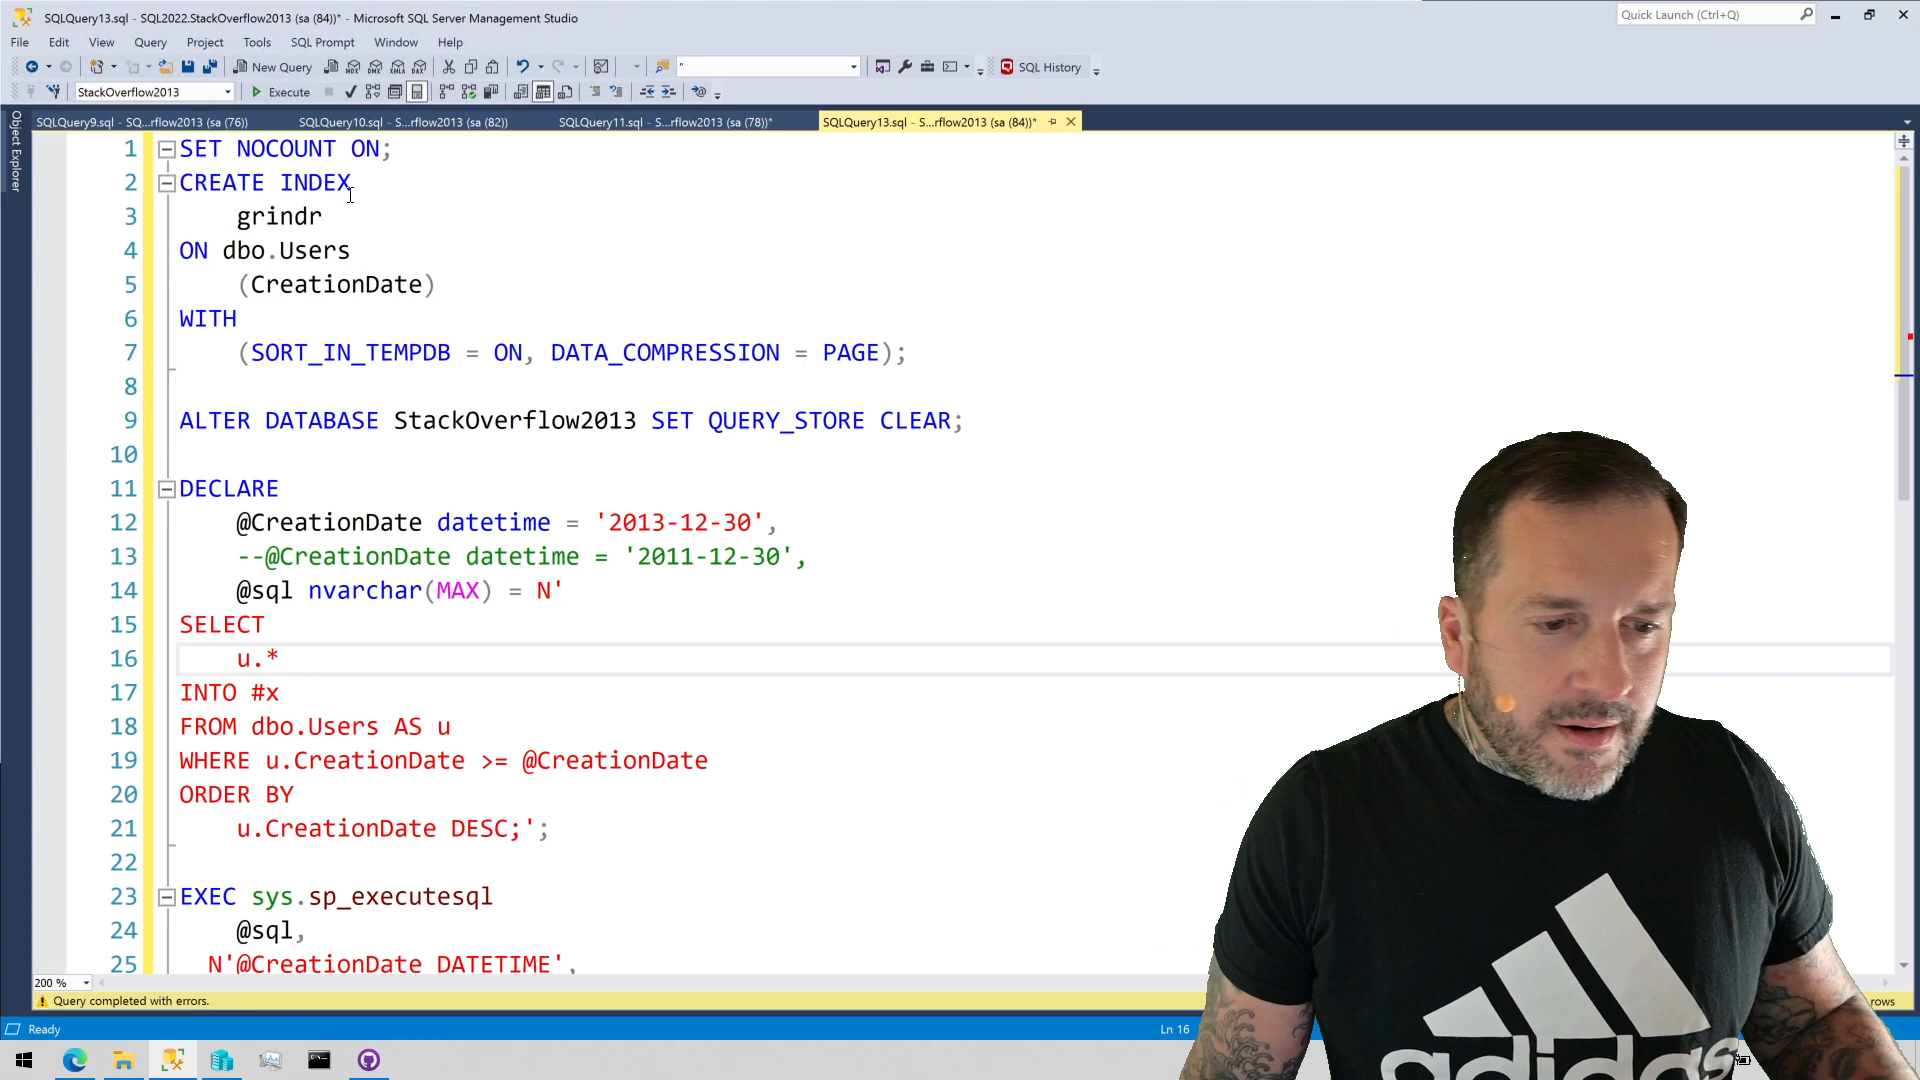 SQLQuery13.sql - SQL2022.StackOverflow2013 (sa (84))* - Microsoft SQL Server Management Studio
Quick Launch (Ctrl+Q)
File Edit View Query Project Tools SQL Prompt Window Help
New Query MDX DMX XMLA DAX " SQL History
StackOverflow2013 Execute
Object Explorer
SQLQuery9.sql - SQ...rflow2013 (sa (76)) SQLQuery10.sql - S...rflow2013 (sa (82)) SQLQuery11.sql - S...rflow2013 (sa (78))* SQLQuery13.sql - S...rflow2013 (sa (84))*
1 SET NOCOUNT ON;
2 CREATE INDEX
3 grindr
4 ON dbo.Users
5 (CreationDate)
6 WITH
7 (SORT_IN_TEMPDB = ON, DATA_COMPRESSION = PAGE);
8
9 ALTER DATABASE StackOverflow2013 SET QUERY_STORE CLEAR;
10
11 DECLARE
12 @CreationDate datetime = '2013-12-30',
13 --@CreationDate datetime = '2011-12-30',
14 @sql nvarchar(MAX) = N'
15 SELECT
16 u.*
17 INTO #x
18 FROM dbo.Users AS u
19 WHERE u.CreationDate >= @CreationDate
20 ORDER BY
21 u.CreationDate DESC;';
22
23 EXEC sys.sp_executesql
24 @sql,
25 N'@CreationDate DATETIME',
200 %
Query completed with errors. rows
Ready Ln 16
adidas